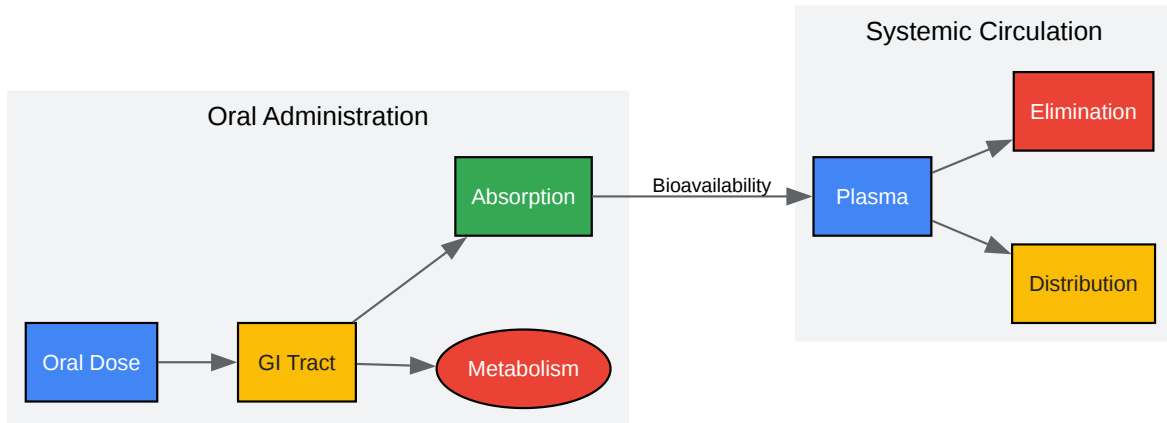 Systemic Circulation
Oral Administration
Elimination
Absorption
Bioavailability
Plasma
Distribution
Oral Dose
GI Tract
Metabolism